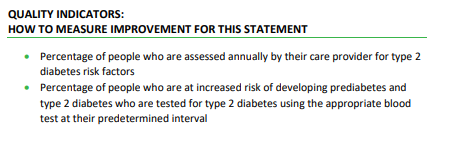 QUALITY INDICATORS:
HOW TO MEASURE IMPROVEMENT FOR THIS STATEMENT
• Percentage of people who are assessed annually by their care provider for type 2
diabetes risk factors
• Percentage of people who are at increased risk of developing prediabetes and
type 2 diabetes who are tested for type 2 diabetes using the appropriate blood
test at their predetermined interval